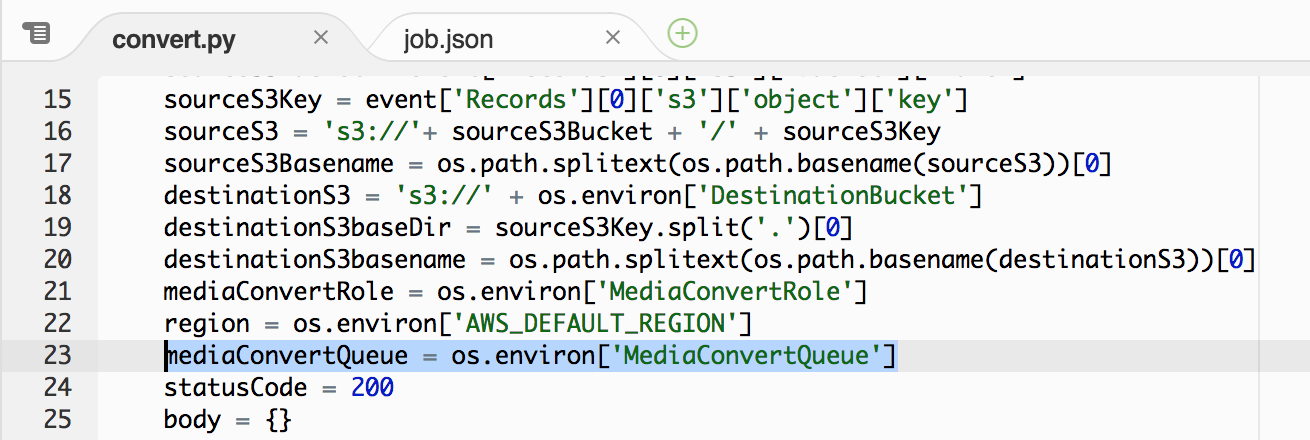 convert.py
job.json
15 sourceS3Key = event['Records'][0]['s3']['object']['key']
16 sourceS3 = 's3://'+ sourceS3Bucket + '/' + sourceS3Key
17 sourceS3Basename = os.path.splitext(os.path.basename(sourceS3))[0]
18 destinationS3 = 's3://' + os.environ['DestinationBucket']
19 destinationS3baseDir = sourceS3Key.split('.')[0]
20 destinationS3basename = os.path.splitext(os.path.basename(destinationS3))[0]
21 mediaConvertRole = os.environ['MediaConvertRole']
22 region = os.environ['AWS_DEFAULT_REGION']
23 mediaConvertQueue = os.environ['MediaConvertQueue']
24 statusCode = 200
25 body = {}